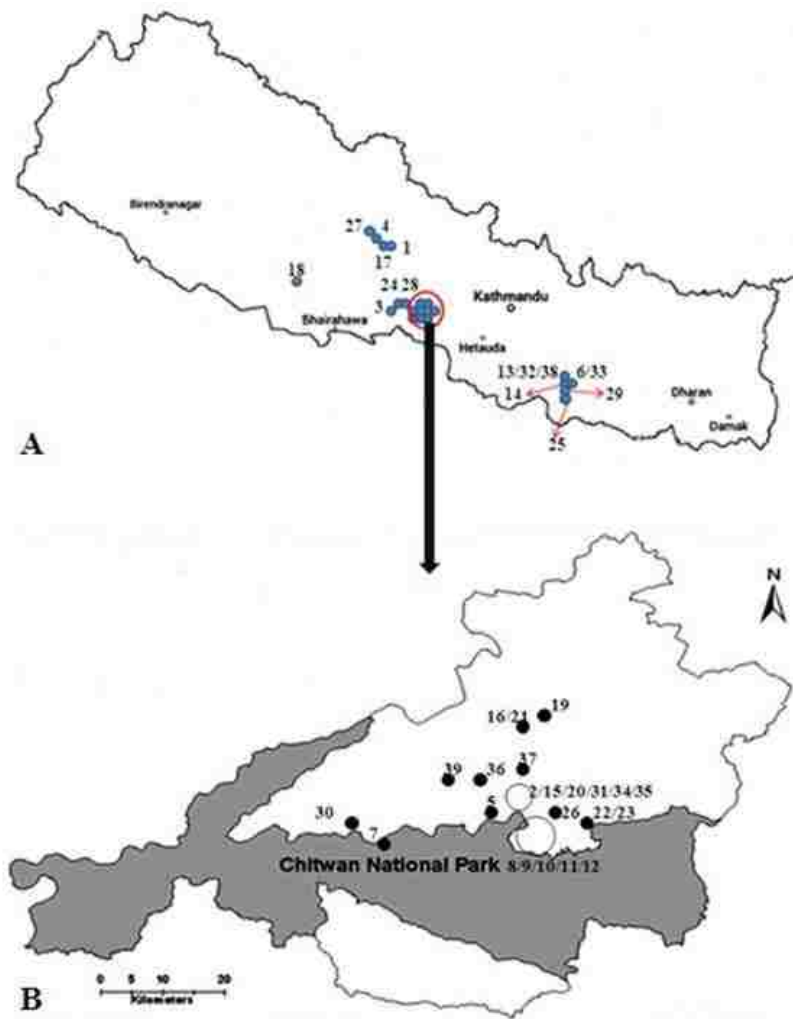 Birendranagar
27 4
17 1
18
24 28
3
Kathmandu
Bhairahawa
Hetauda
13/32/38 6/33
14 29
Dharan
Damak
25
A
N
19
16/21
37
39 36
2/15/20/31/34/35
5
26 22/23
30
7
Chitwan National Park 8/9/10/11/12
0 5 10 20
Kilometers
B